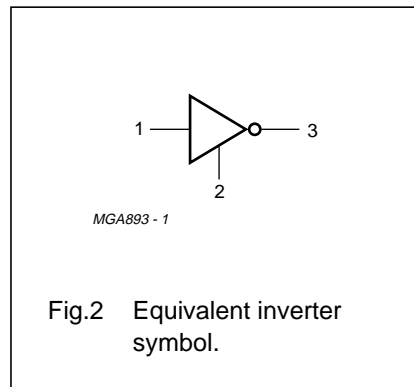 1
3
2
MGA893 - 1
Fig.2 Equivalent inverter
symbol.